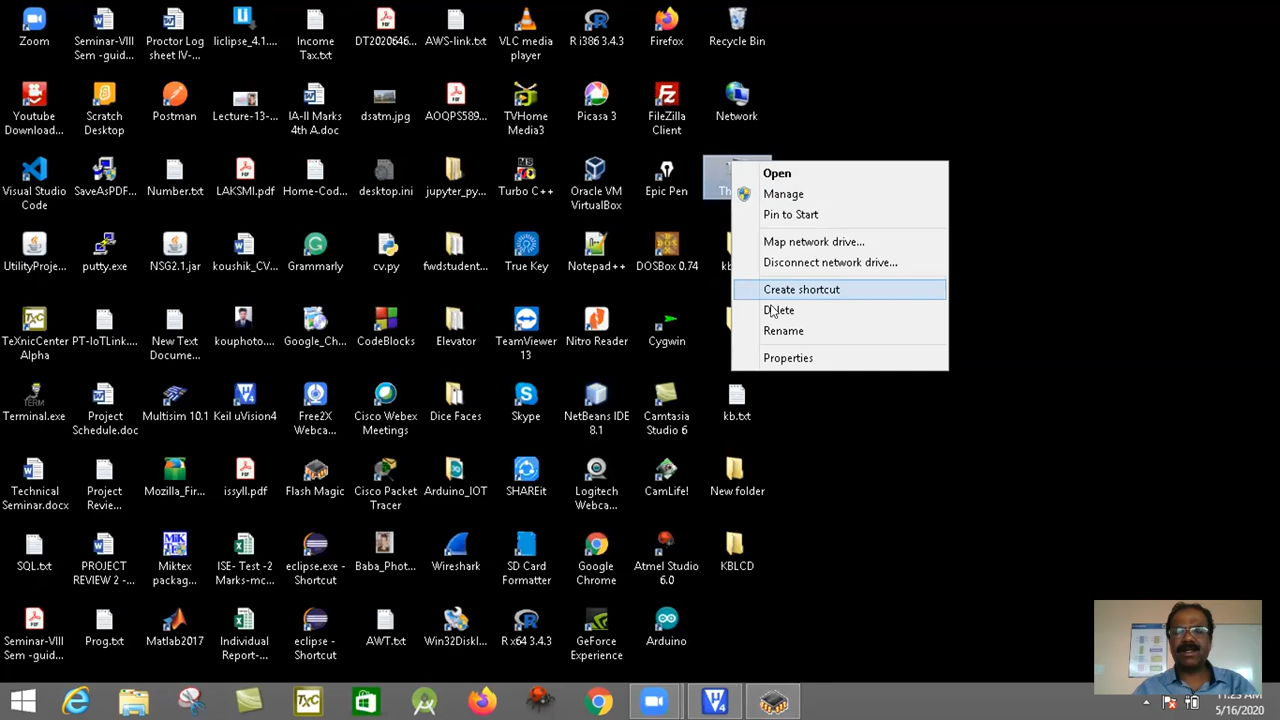 Zoom
Seminar-VIII
Sem -guid...
Proctor Log
sheet IV-...
liclipse_4.1....
Income
Tax.txt
DT2020646...
AWS-link.txt
VLC media
player
R i386 3.4.3
Firefox
Recycle Bin
Youtube
Download...
Scratch
Desktop
Postman
Lecture-13-...
IA-II Marks
4th A.doc
dsatm.jpg
AOQPS589...
TVHome
Media3
Picasa 3
FileZilla
Client
Network
Visual Studio
Code
SaveAsPDF...
Number.txt
LAKSMI.pdf
Home-Cod...
desktop.ini
jupyter_py...
Turbo C++
Oracle VM
VirtualBox
Epic Pen
UtilityProje...
putty.exe
NSG2.1.jar
koushik_CV...
Grammarly
cv.py
fwdstudent...
True Key
Notepad++
DOSBox 0.74
TeXnicCenter
Alpha
PT-IoTLink....
New Text
Docume...
kouphoto....
Google_Ch...
CodeBlocks
Elevator
TeamViewer
13
Nitro Reader
Cygwin
Terminal.exe
Project
Schedule.doc
Multisim 10.1
Keil uVision4
Free2X
Webca...
Cisco Webex
Meetings
Dice Faces
Skype
NetBeans IDE
8.1
Camtasia
Studio 6
kb.txt
Technical
Seminar.docx
Project
Revie...
Mozilla_Fir...
issyll.pdf
Flash Magic
Cisco Packet
Tracer
Arduino_IOT
SHAREit
Logitech
Webca...
CamLife!
New folder
SQL.txt
PROJECT
REVIEW 2 -...
Miktex
packag...
ISE- Test -2
Marks-mc...
eclipse.exe -
Shortcut
Baba_Phot...
Wireshark
SD Card
Formatter
Google
Chrome
Atmel Studio
6.0
KBLCD
Seminar-VIII
Sem -guid...
Prog.txt
Matlab2017
Individual
Report-...
eclipse -
Shortcut
AWT.txt
Win32DiskI...
R x64 3.4.3
GeForce
Experience
Arduino
Open
Manage
Pin to Start
Map network drive...
Disconnect network drive...
Create shortcut
Delete
Rename
Properties
5/16/2020